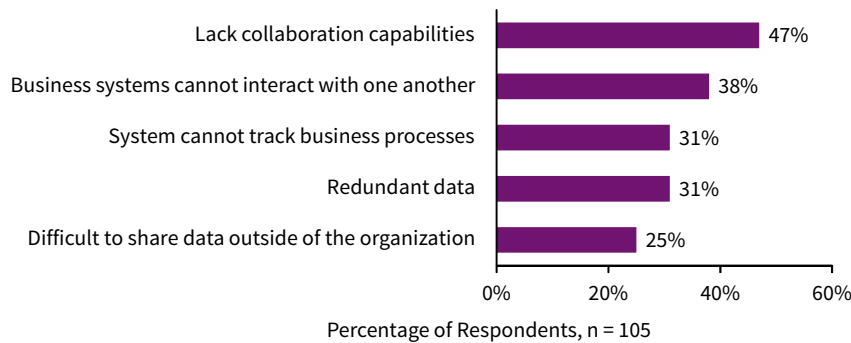 Lack collaboration capabilities 47%
Business systems cannot interact with one another 38%
System cannot track business processes 31%
Redundant data 31%
Difficult to share data outside of the organization 25%
0% 20% 40% 60%
Percentage of Respondents, n = 105